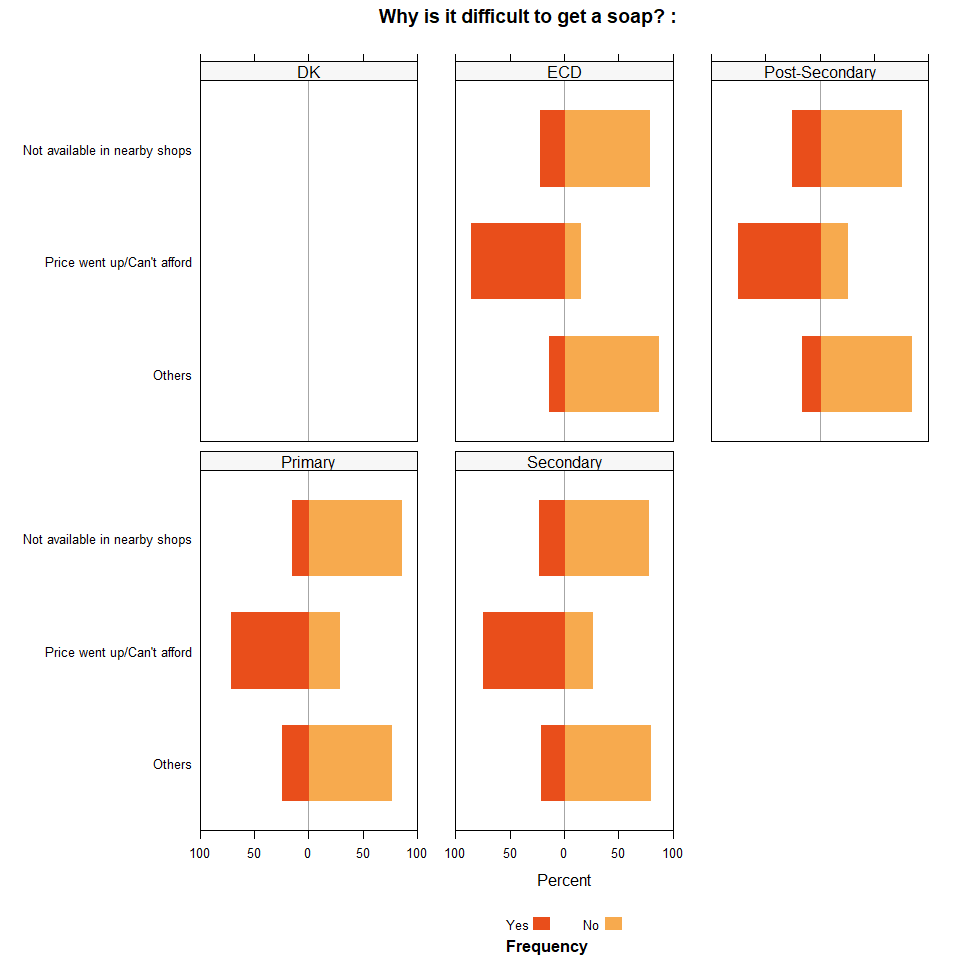 Why is it difficult to get a soap? :
DK
ECD
Post-Secondary
Not available in nearby shops
Price went up/Can't afford
Others
Primary
Secondary
Not available in nearby shops
Price went up/Can't afford
Others
100 50 0 50 100
100 50 0 50 100
Percent
Yes No
Frequency